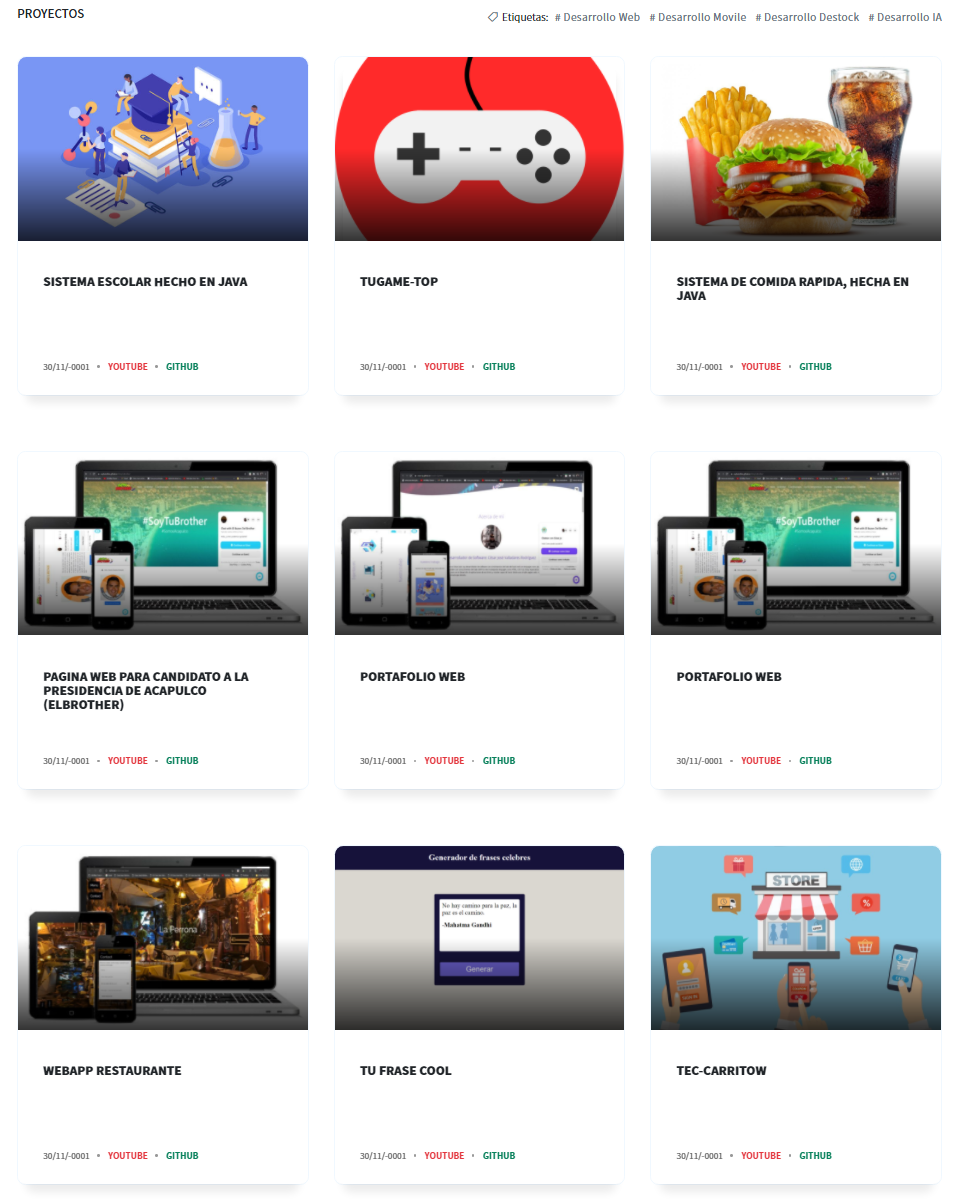 PROYECTOS
Etiquetas: # Desarrollo Web # Desarrollo Movile # Desarrollo Destock # Desarrollo IA
SISTEMA ESCOLAR HECHO EN JAVA
30/11/-0001 • YOUTUBE • GITHUB
TUGAME-TOP
30/11/-0001 • YOUTUBE • GITHUB
SISTEMA DE COMIDA RAPIDA, HECHA EN
JAVA
30/11/-0001 • YOUTUBE • GITHUB
#SoyTuBrother
PAGINA WEB PARA CANDIDATO A LA
PRESIDENCIA DE ACAPULCO
(ELBROTHER)
30/11/-0001 • YOUTUBE • GITHUB
PORTAFOLIO WEB
30/11/-0001 • YOUTUBE • GITHUB
#SoyTuBrother
PORTAFOLIO WEB
30/11/-0001 • YOUTUBE • GITHUB
La Perrona
WEBAPP RESTAURANTE
30/11/-0001 • YOUTUBE • GITHUB
Generador de frases celebres
No hay camino para la paz, la
paz es el camino.
-Mahatma Gandhi
Generar
TU FRASE COOL
30/11/-0001 • YOUTUBE • GITHUB
STORE
TEC-CARRITOW
30/11/-0001 • YOUTUBE • GITHUB